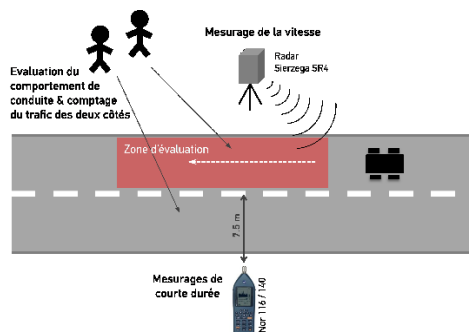 Mesurage de la vitesse
Radar
Sierzega SR4
Evaluation du
comportement de
conduite & comptage
du trafic des deux côtés
Zone d'évaluation
7.5 m
Mesurages de
courte durée
Nor 116 / 140